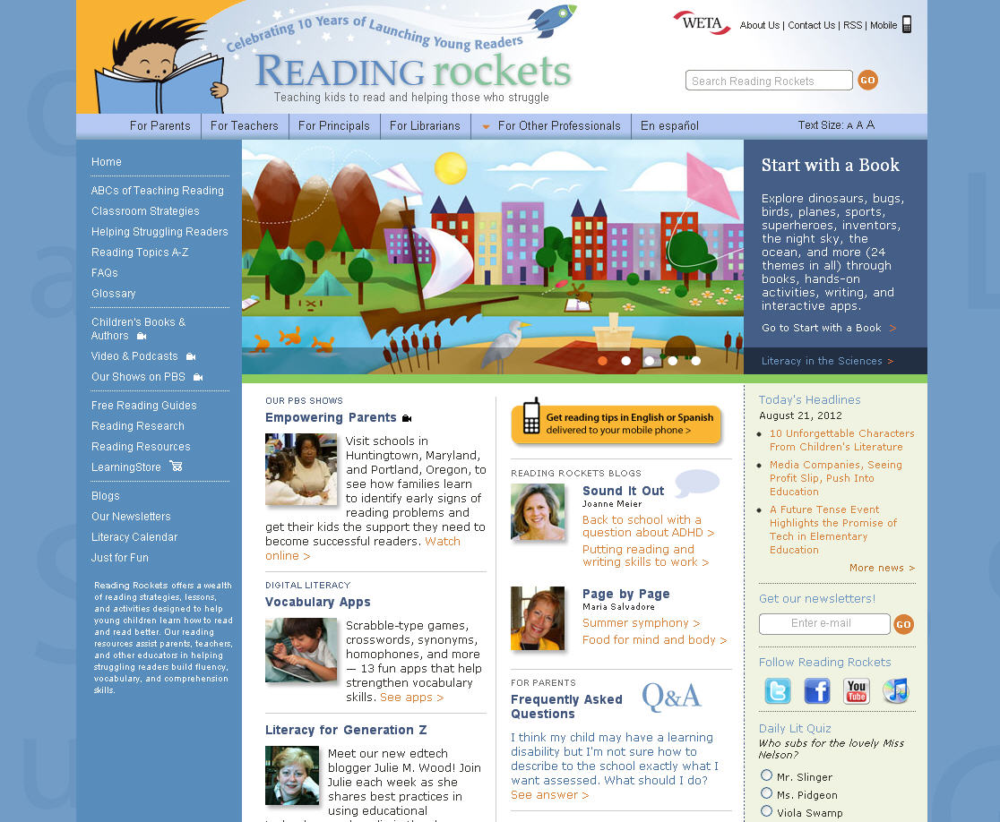 Celebrating 10 Years of Launching Young Readers
READING rockets
Teaching kids to read and helping those who struggle
WETA
About Us | Contact Us | RSS | Mobile
Search Reading Rockets
GO
For Parents
For Teachers
For Principals
For Librarians
For Other Professionals
En español
Text Size: A A A
Home
ABCs of Teaching Reading
Classroom Strategies
Helping Struggling Readers
Reading Topics A-Z
FAQs
Glossary
Children's Books &
Authors
Video & Podcasts
Our Shows on PBS
Free Reading Guides
Reading Research
Reading Resources
LearningStore
Blogs
Our Newsletters
Literacy Calendar
Just for Fun
Reading Rockets offers a wealth
of reading strategies, lessons,
and activities designed to help
young children learn how to read
and read better. Our reading
resources assist parents, teachers,
and other educators in helping
struggling readers build fluency,
vocabulary, and comprehension
skills.
Start with a Book
Explore dinosaurs, bugs,
birds, planes, sports,
superheroes, inventors,
the night sky, the
ocean, and more (24
themes in all) through
books, hands-on
activities, writing, and
interactive apps.
Go to Start with a Book >
Literacy in the Sciences >
OUR PBS SHOWS
Empowering Parents
Visit schools in
Huntingtown, Maryland,
and Portland, Oregon, to
see how families learn
to identify early signs of
reading problems and
get their kids the support they need to
become successful readers. Watch
online >
DIGITAL LITERACY
Vocabulary Apps
Scrabble-type games,
crosswords, synonyms,
homophones, and more
— 13 fun apps that help
strengthen vocabulary
skills. See apps >
Literacy for Generation Z
Meet our new edtech
blogger Julie M. Wood! Join
Julie each week as she
shares best practices in
using educational
Get reading tips in English or Spanish
delivered to your mobile phone >
READING ROCKETS BLOGS
Sound It Out
Joanne Meier
Back to school with a
question about ADHD >
Putting reading and
writing skills to work >
Page by Page
Maria Salvadore
Summer symphony >
Food for mind and body >
FOR PARENTS
Frequently Asked
Questions
Q&A
I think my child may have a learning
disability but I'm not sure how to
describe to the school exactly what I
want assessed. What should I do?
See answer >
Today's Headlines
August 21, 2012
10 Unforgettable Characters
From Children's Literature
Media Companies, Seeing
Profit Slip, Push Into
Education
A Future Tense Event
Highlights the Promise of
Tech in Elementary
Education
More news >
Get our newsletters!
Enter e-mail
GO
Follow Reading Rockets
You
Tube
Daily Lit Quiz
Who subs for the lovely Miss
Nelson?
Mr. Slinger
Ms. Pidgeon
Viola Swamp